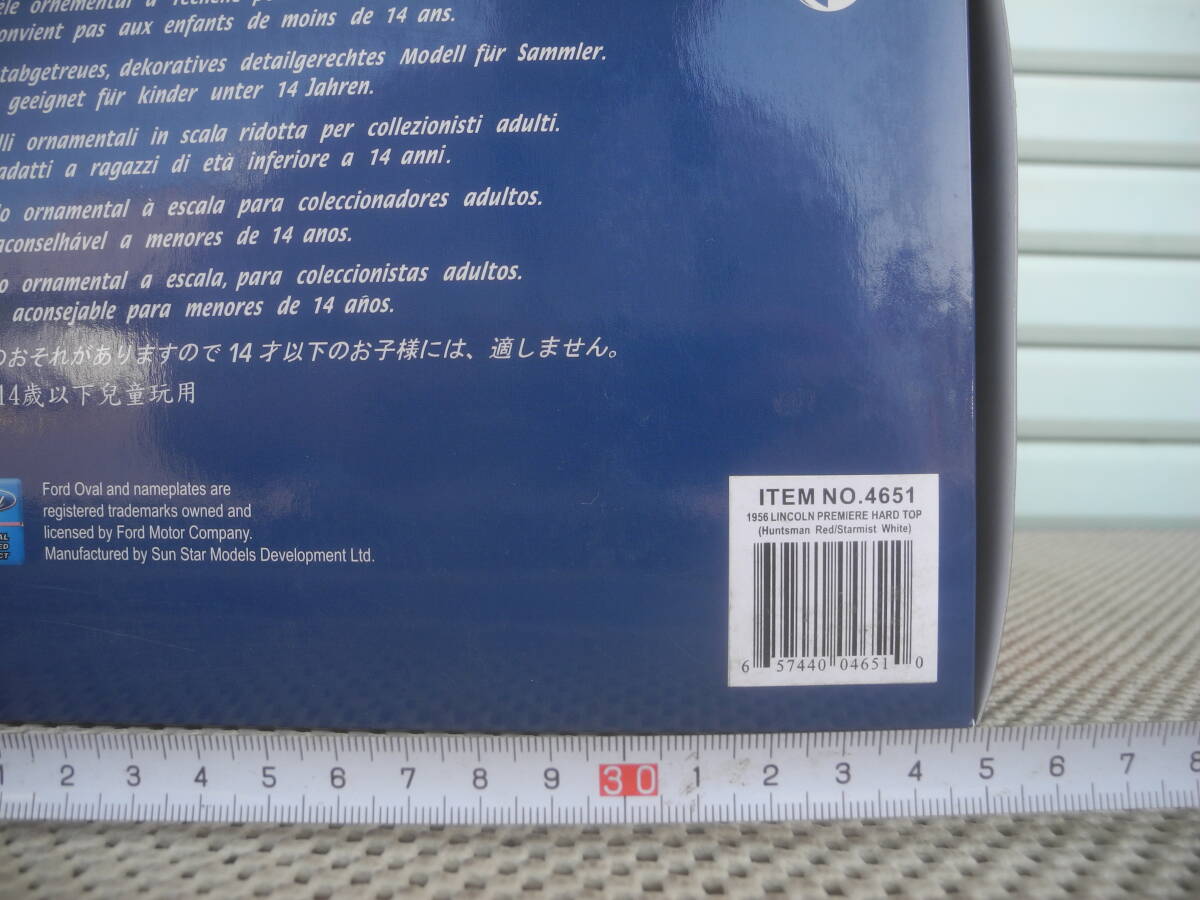 ornemental à l'échelle
convient pas aux enfants de moins de 14 ans.
tabgetreues, dekoratives detailgerechtes Modell für Sammler.
geeignet für kinder unter 14 Jahren.
lli ornamentali in scala ridotta per collezionisti adulti.
adatti a ragazzi di età inferiore a 14 anni.
o ornamental à escala para coleccionadores adultos.
aconselhável a menores de 14 anos.
o ornamental a escala, para coleccionistas adultos.
aconsejable para menores de 14 años.
のおそれがありますので14才以下のお子様には、適しません。
14歲以下兒童玩用
Ford Oval and nameplates are
registered trademarks owned and
licensed by Ford Motor Company.
Manufactured by Sun Star Models Development Ltd.
ITEM NO.4651
1956 LINCOLN PREMIERE HARD TOP
(Huntsman Red/Starmist White)
6 57440 04651 0
1 2 3 4 5 6 7 8 9 30 1 2 3 4 5 6 7 8